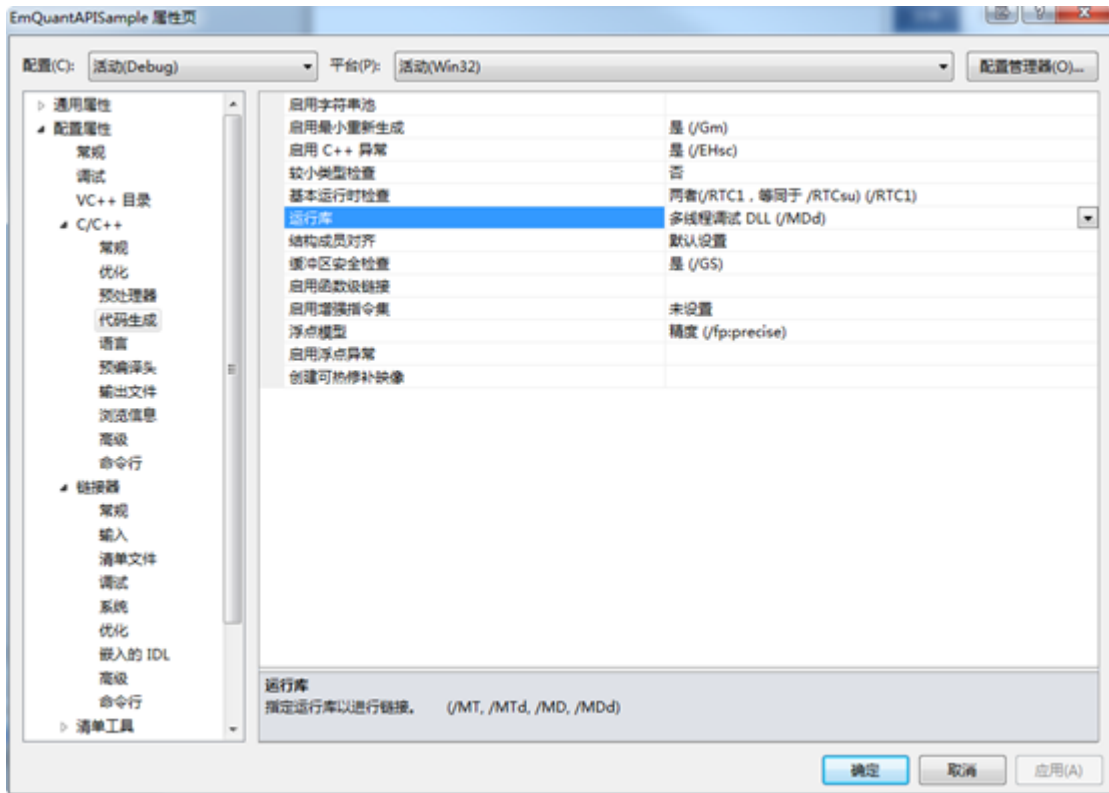 EmQuantAPISample 属性页
配置(C): 活动(Debug) 平台(P): 活动(Win32) 配置管理器(O)...
通用属性
配置属性
常规
调试
VC++ 目录
C/C++
常规
优化
预处理器
代码生成
语言
预编译头
输出文件
浏览信息
高级
命令行
链接器
常规
输入
清单文件
调试
系统
优化
嵌入的 IDL
高级
命令行
清单工具
启用字符串池
启用最小重新生成 是 (/Gm)
启用 C++ 异常 是 (/EHsc)
较小类型检查 否
基本运行时检查 两者(/RTC1，等同于 /RTCsu) (/RTC1)
运行库 多线程调试 DLL (/MDd)
结构成员对齐 默认设置
缓冲区安全检查 是 (/GS)
启用函数级链接
启用增强指令集 未设置
浮点模型 精度 (/fp:precise)
启用浮点异常
创建可热修补映像
运行库
指定运行库以进行链接。 (/MT, /MTd, /MD, /MDd)
确定 取消 应用(A)